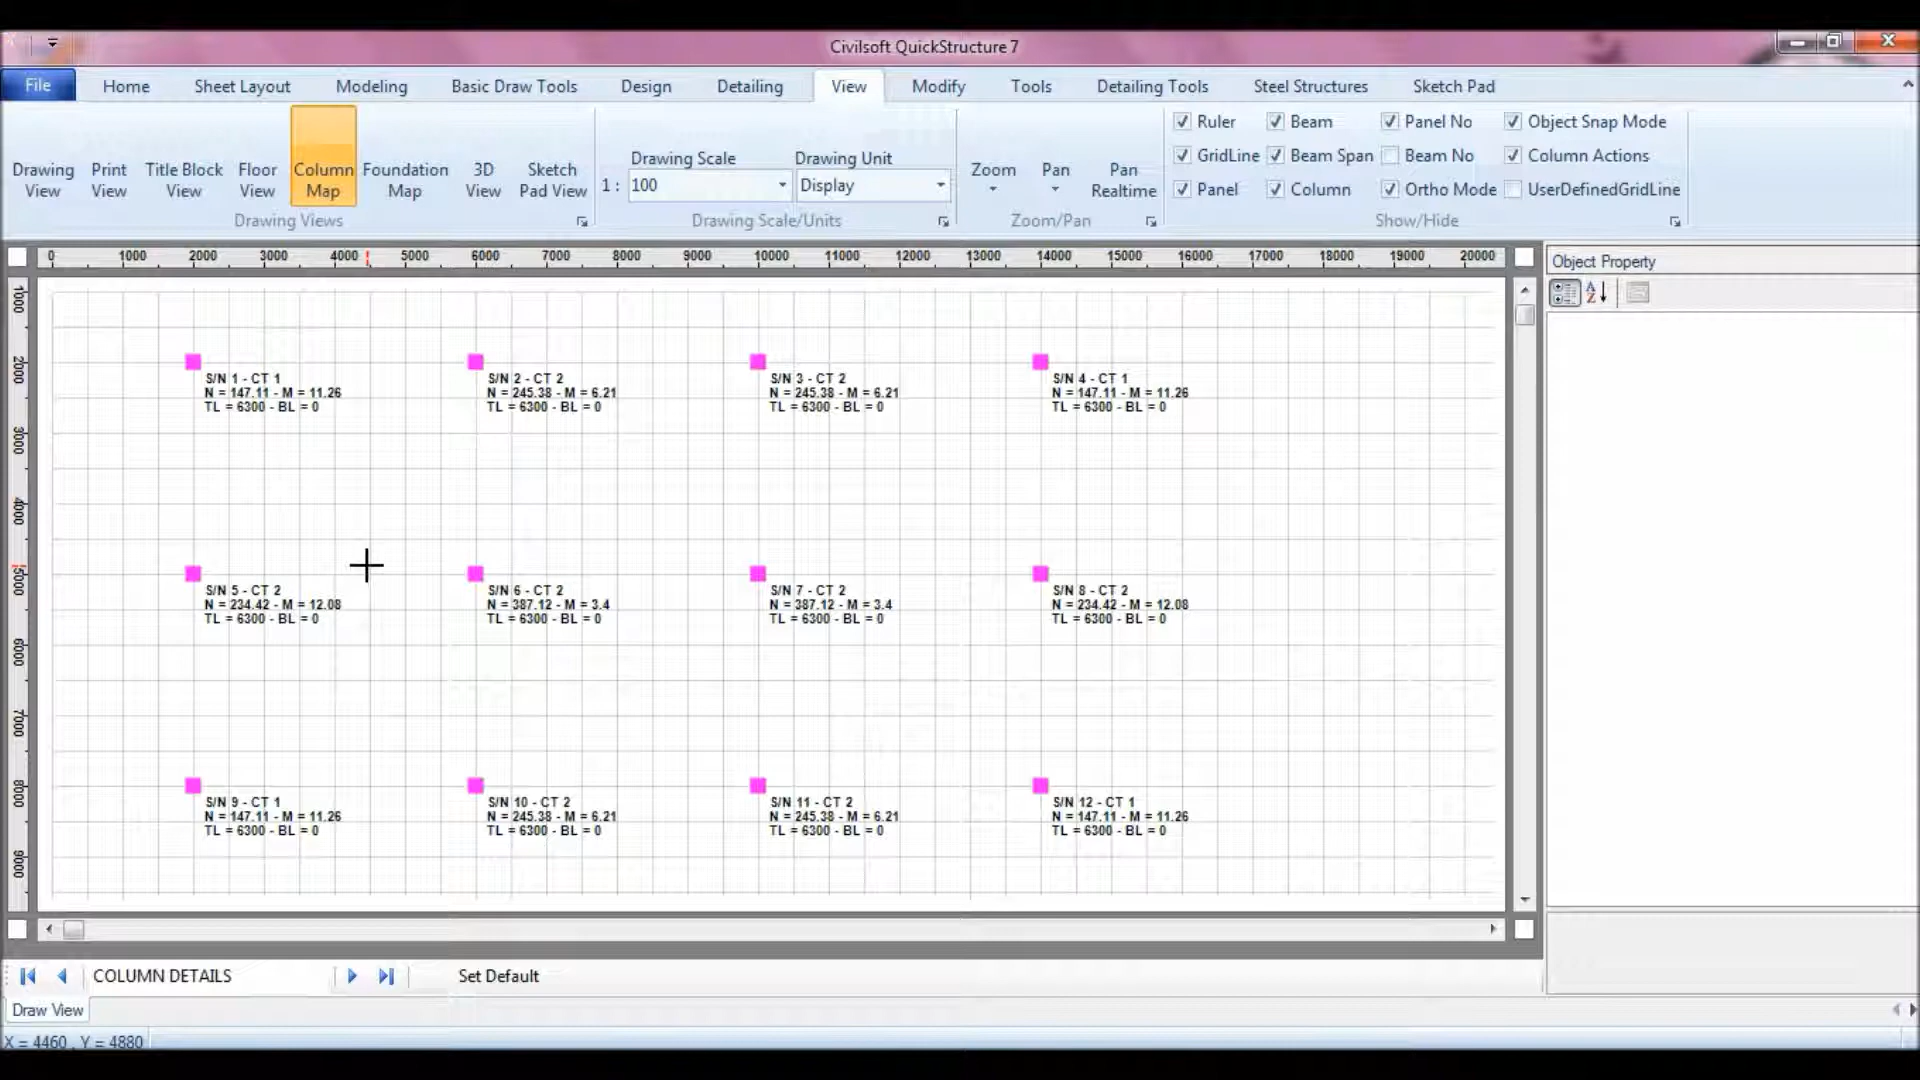 Civilsoft QuickStructure 7
File Home Sheet Layout Modeling Basic Draw Tools Design Detailing View Modify Tools Detailing Tools Steel Structures Sketch Pad
Drawing View
Print View
Title Block View
Floor View
Column Map
Foundation Map
3D View
Sketch Pad View
Drawing Views
Drawing Scale
1 : 100
Drawing Unit
Display
Drawing Scale/Units
Zoom
Pan
Pan Realtime
Zoom/Pan
Ruler Beam Panel No Object Snap Mode
GridLine Beam Span Beam No Column Actions
Panel Column Ortho Mode UserDefinedGridLine
Show/Hide
0 1000 2000 3000 4000 5000 6000 7000 8000 9000 10000 11000 12000 13000 14000 15000 16000 17000 18000 19000 20000
1000
2000
3000
4000
5000
6000
7000
8000
9000
S/N 1 - CT 1
N = 147.11 - M = 11.26
TL = 6300 - BL = 0
S/N 2 - CT 2
N = 245.38 - M = 6.21
TL = 6300 - BL = 0
S/N 3 - CT 2
N = 245.38 - M = 6.21
TL = 6300 - BL = 0
S/N 4 - CT 1
N = 147.11 - M = 11.26
TL = 6300 - BL = 0
S/N 5 - CT 2
N = 234.42 - M = 12.08
TL = 6300 - BL = 0
S/N 6 - CT 2
N = 387.12 - M = 3.4
TL = 6300 - BL = 0
S/N 7 - CT 2
N = 387.12 - M = 3.4
TL = 6300 - BL = 0
S/N 8 - CT 2
N = 234.42 - M = 12.08
TL = 6300 - BL = 0
S/N 9 - CT 1
N = 147.11 - M = 11.26
TL = 6300 - BL = 0
S/N 10 - CT 2
N = 245.38 - M = 6.21
TL = 6300 - BL = 0
S/N 11 - CT 2
N = 245.38 - M = 6.21
TL = 6300 - BL = 0
S/N 12 - CT 1
N = 147.11 - M = 11.26
TL = 6300 - BL = 0
Object Property
COLUMN DETAILS
Set Default
Draw View
X = 4460 , Y = 4880